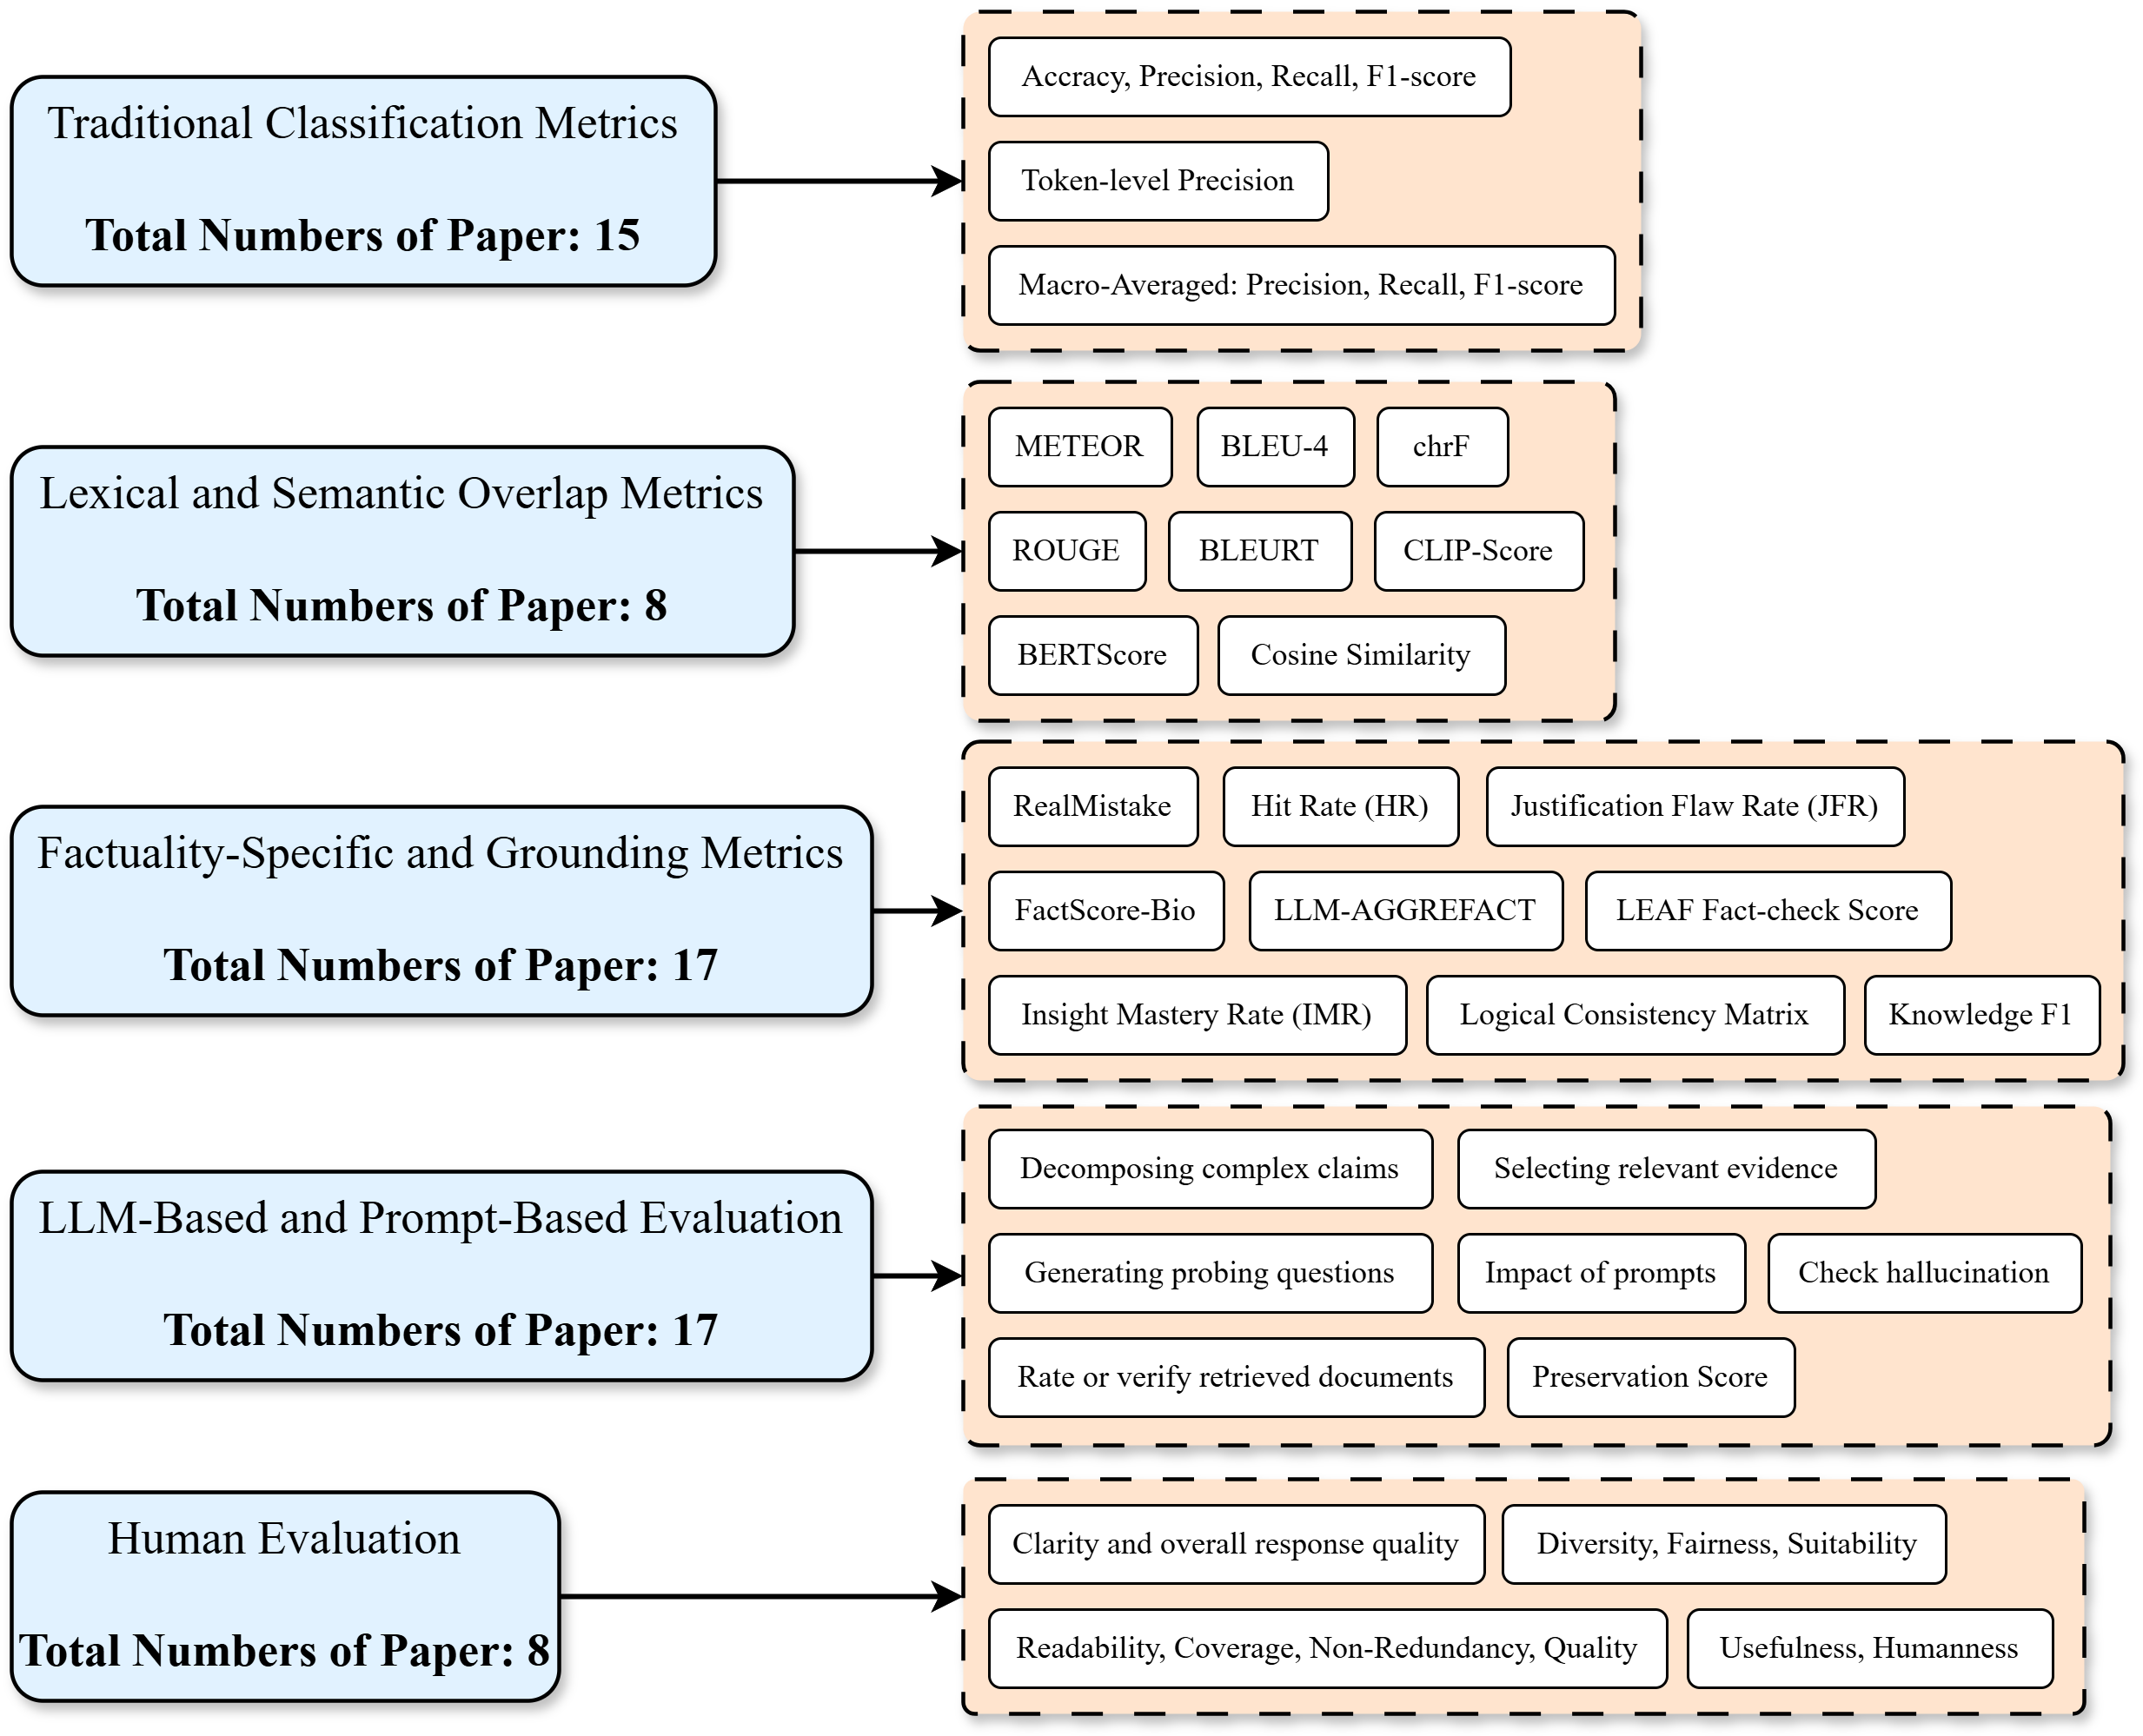 Traditional Classification Metrics
Total Numbers of Paper: 15
Accracy, Precision, Recall, F1-score
Token-level Precision
Macro-Averaged: Precision, Recall, F1-score
Lexical and Semantic Overlap Metrics
Total Numbers of Paper: 8
METEOR
BLEU-4
chrF
ROUGE
BLEURT
CLIP-Score
BERTScore
Cosine Similarity
Factuality-Specific and Grounding Metrics
Total Numbers of Paper: 17
RealMistake
Hit Rate (HR)
Justification Flaw Rate (JFR)
FactScore-Bio
LLM-AGGREFACT
LEAF Fact-check Score
Insight Mastery Rate (IMR)
Logical Consistency Matrix
Knowledge F1
LLM-Based and Prompt-Based Evaluation
Total Numbers of Paper: 17
Decomposing complex claims
Selecting relevant evidence
Generating probing questions
Impact of prompts
Check hallucination
Rate or verify retrieved documents
Preservation Score
Human Evaluation
Total Numbers of Paper: 8
Clarity and overall response quality
Diversity, Fairness, Suitability
Readability, Coverage, Non-Redundancy, Quality
Usefulness, Humanness